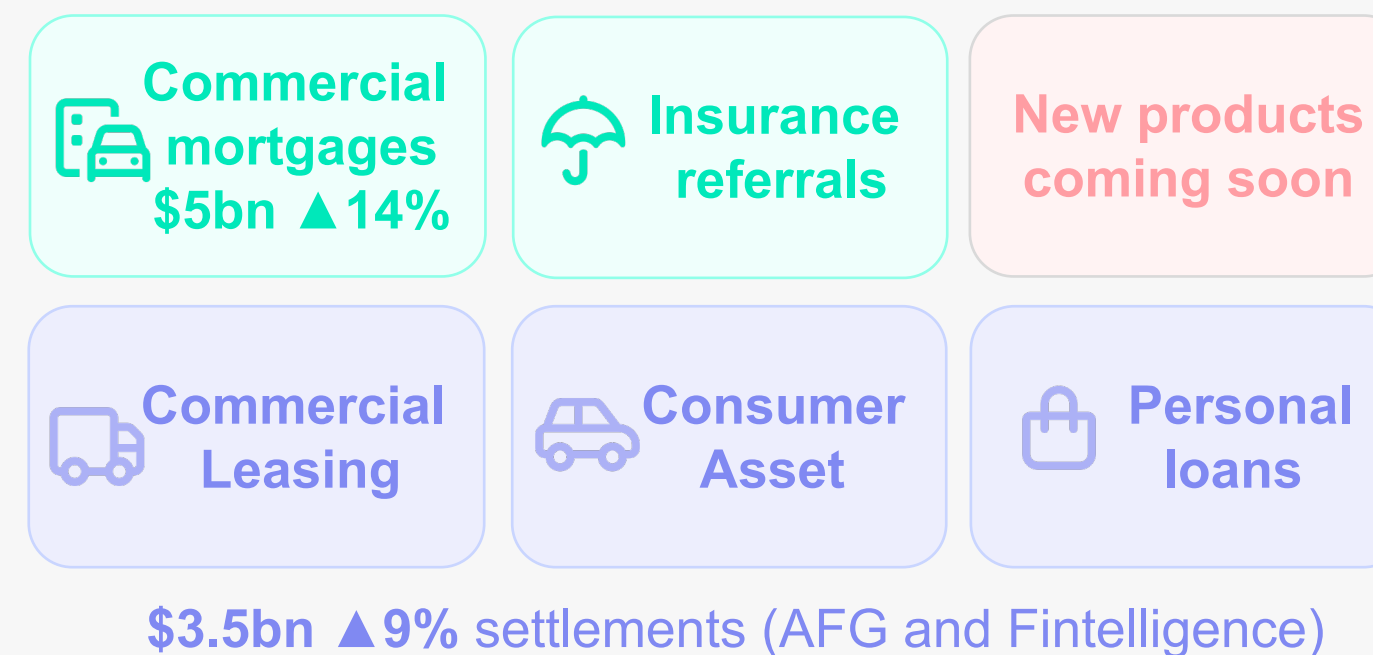 Commercial
mortgages
$5bn ▲14%
Insurance
referrals
New products
coming soon
Commercial
Leasing
Consumer
Asset
Personal
loans
$3.5bn ▲9% settlements (AFG and Fintelligence)